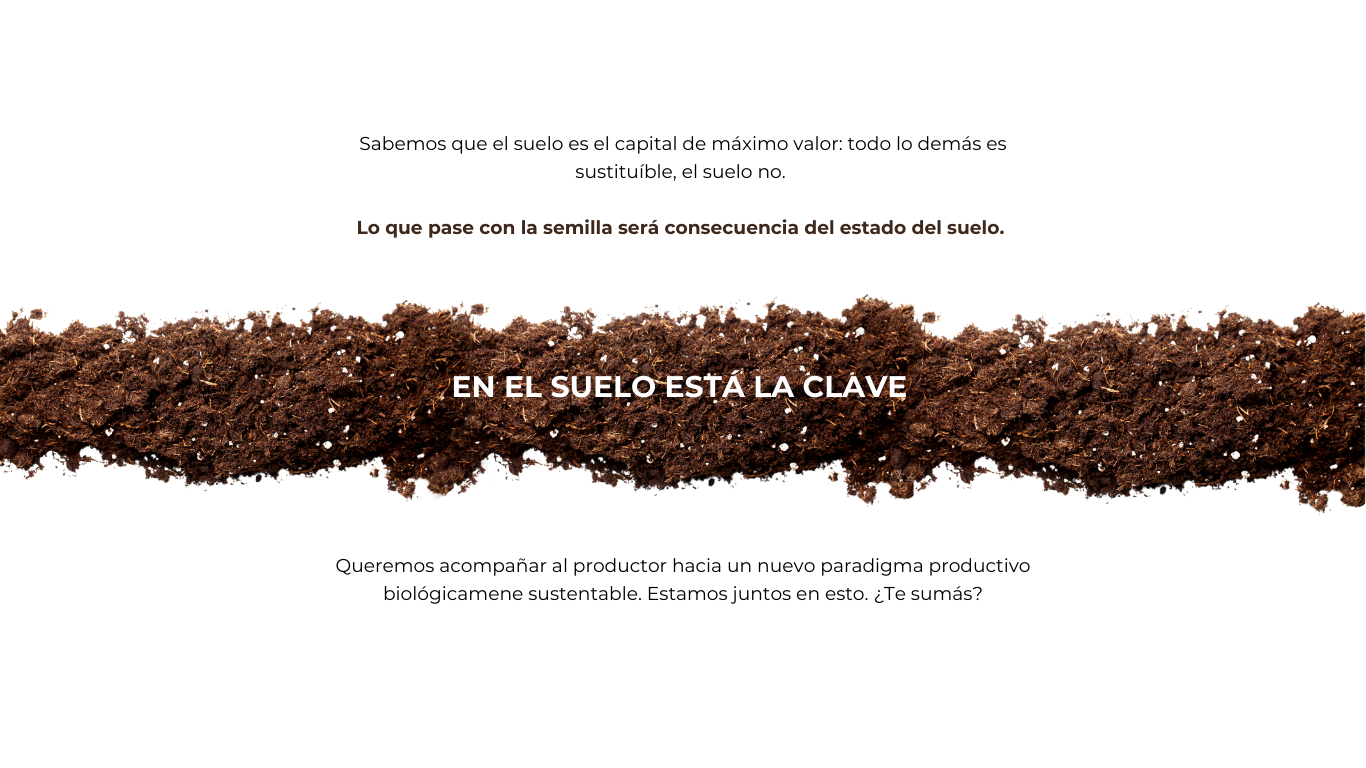 Sabemos que el suelo es el capital de máximo valor: todo lo demás es
sustituíble, el suelo no.
Lo que pase con la semilla será consecuencia del estado del suelo.
EN EL SUELO ESTÁ LA CLAVE
Queremos acompañar al productor hacia un nuevo paradigma productivo
biológicamene sustentable. Estamos juntos en esto. ¿Te sumás?